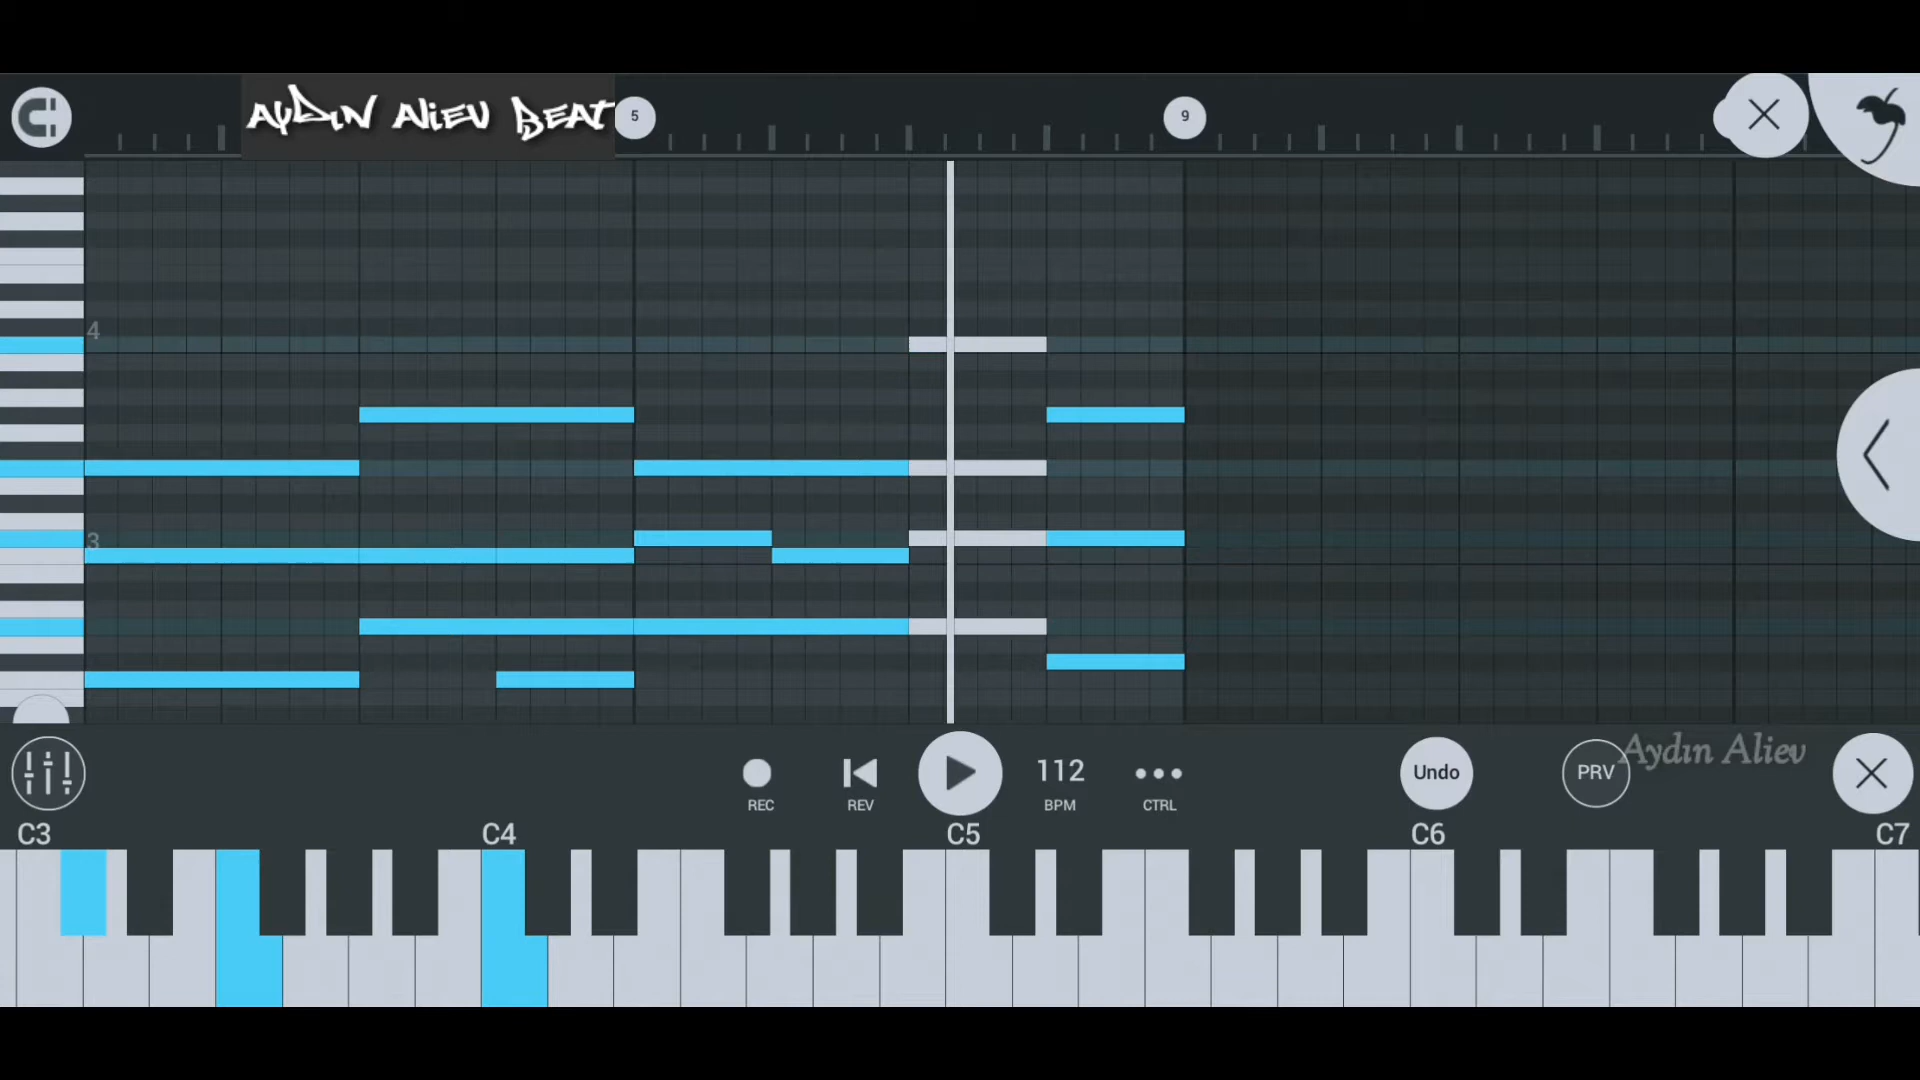 AYDIN ALIEV BEAT
5
9
4
3
112
Undo
PRV
Aydın Aliev
REC
REV
BPM
CTRL
C3
C4
C5
C6
C7